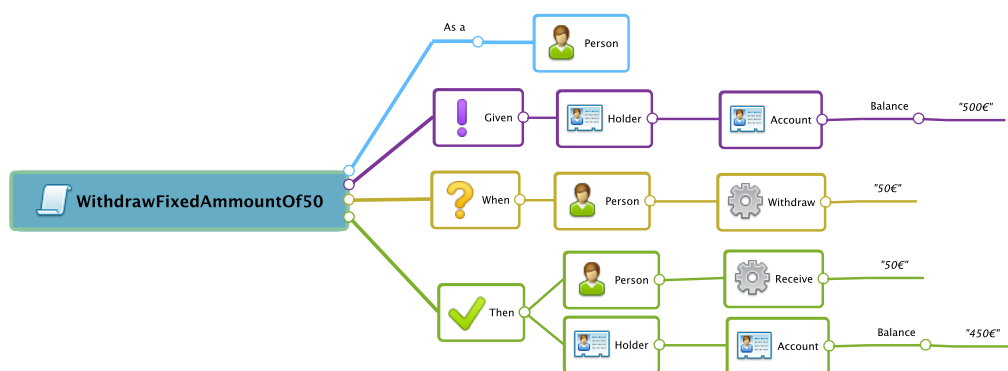 As a
Person
Given
Holder
Account
Balance
"500€"
WithdrawFixedAmmountOf50
When
Person
Withdraw
"50€"
Then
Person
Receive
"50€"
Holder
Account
Balance
"450€"